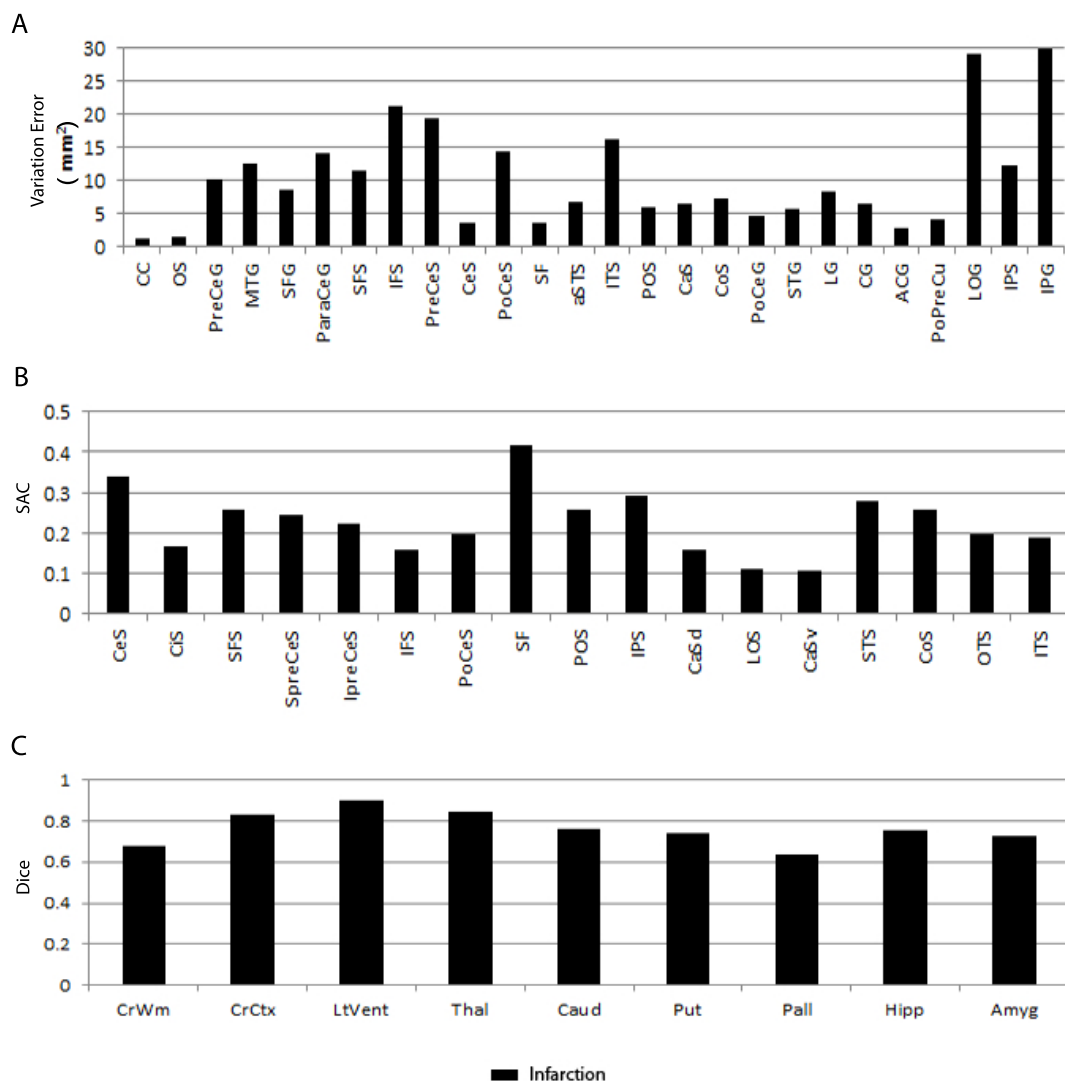 A
Variation Error
( mm²)
30
25
20
15
10
5
0
CC OS PreCeG MTG SFG ParaCeG SFS IFS PreCeS CeS PoCeS SF aSTS ITS POS CaS CoS PoCeG STG LG CG ACG PoPreCu LOG IPS IPG
B
SAC
0.5
0.4
0.3
0.2
0.1
0
CeS CiS SFS SpreCeS IpreCeS IFS PoCeS SF POS IPS CaSd LOS CaSv STS CoS OTS ITS
C
Dice
1
0.8
0.6
0.4
0.2
0
CrWm CrCtx LtVent Thal Caud Put Pall Hipp Amyg
Infarction